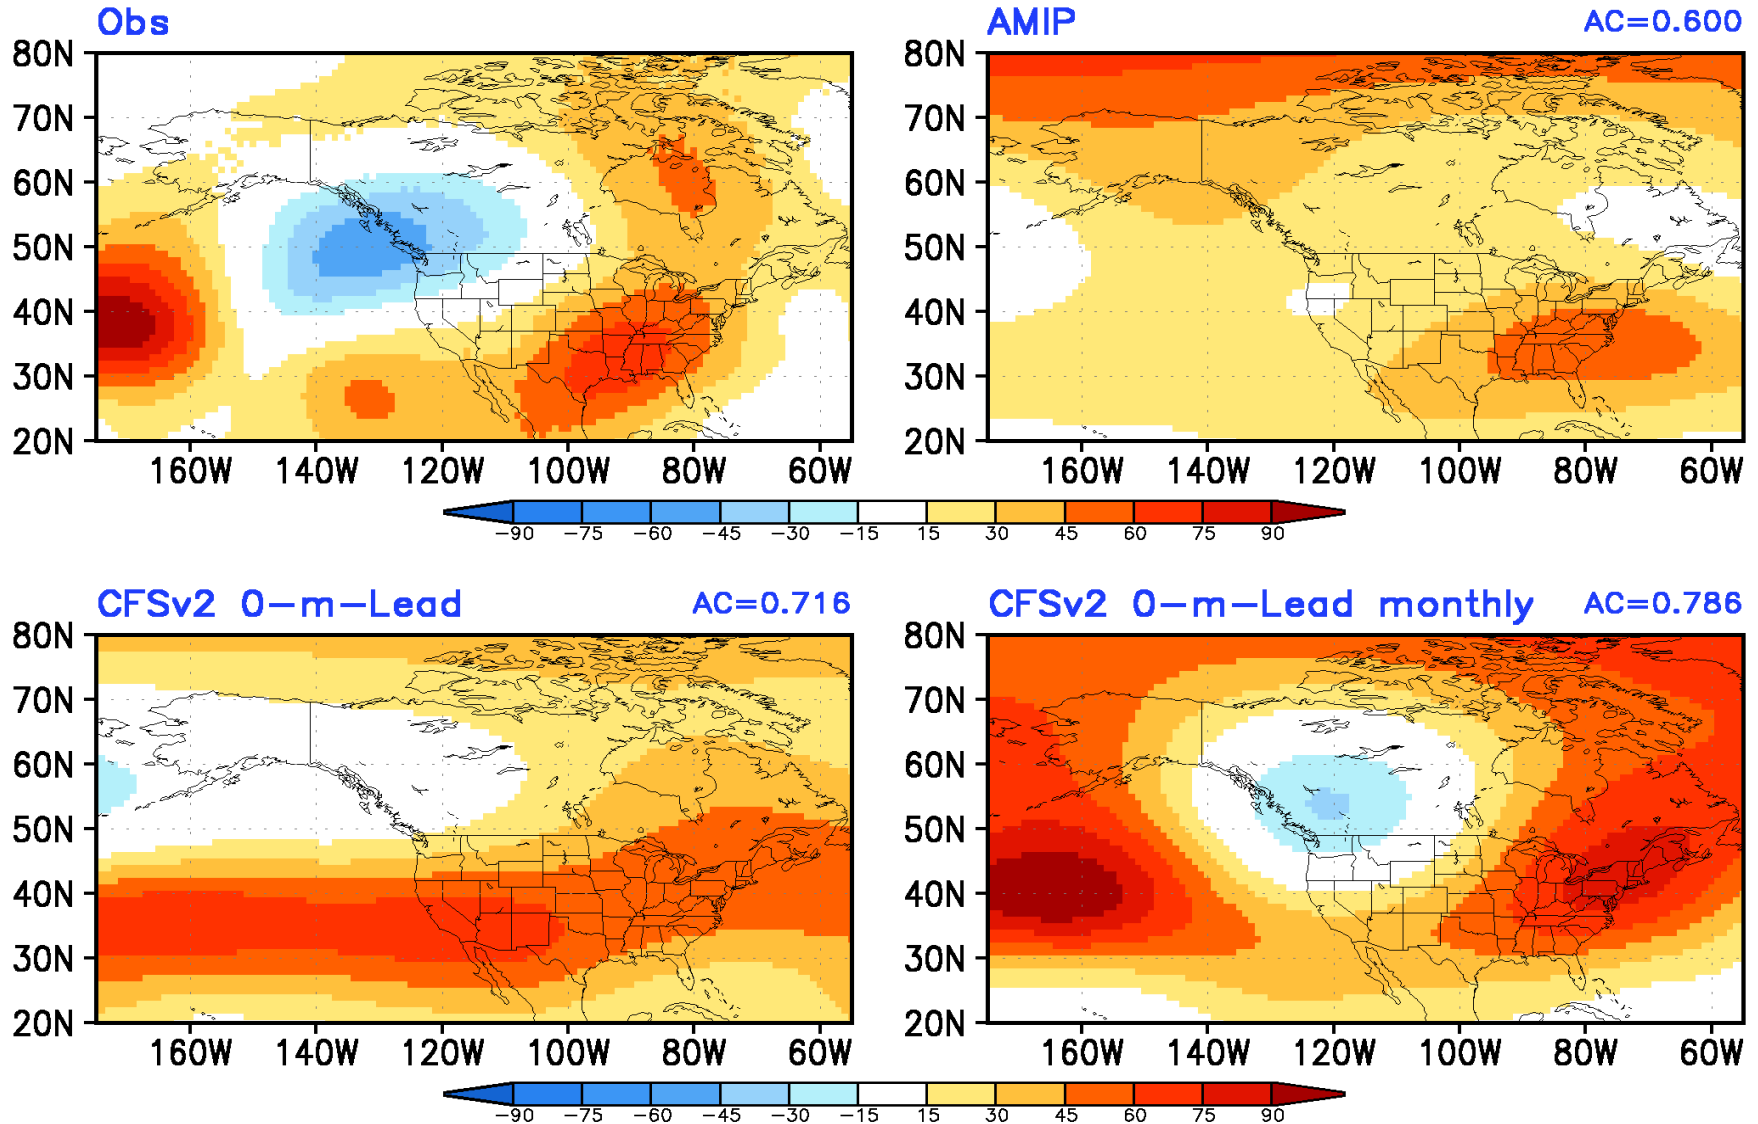 Obs
AMIP AC=0.600
80N
70N
60N
50N
40N
30N
20N
160W 140W 120W 100W 80W 60W
80N
70N
60N
50N
40N
30N
20N
160W 140W 120W 100W 80W 60W
-90 -75 -60 -45 -30 -15 15 30 45 60 75 90
CFSv2 0-m-Lead AC=0.716
CFSv2 0-m-Lead monthly AC=0.786
80N
70N
60N
50N
40N
30N
20N
160W 140W 120W 100W 80W 60W
80N
70N
60N
50N
40N
30N
20N
160W 140W 120W 100W 80W 60W
-90 -75 -60 -45 -30 -15 15 30 45 60 75 90